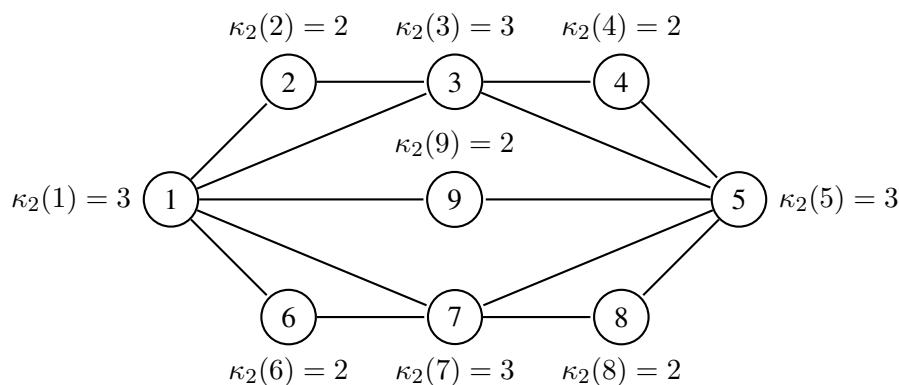 κ₂(2) = 2 κ₂(3) = 3 κ₂(4) = 2
2 3 4
κ₂(9) = 2
κ₂(1) = 3 1 9 5 κ₂(5) = 3
6 7 8
κ₂(6) = 2 κ₂(7) = 3 κ₂(8) = 2